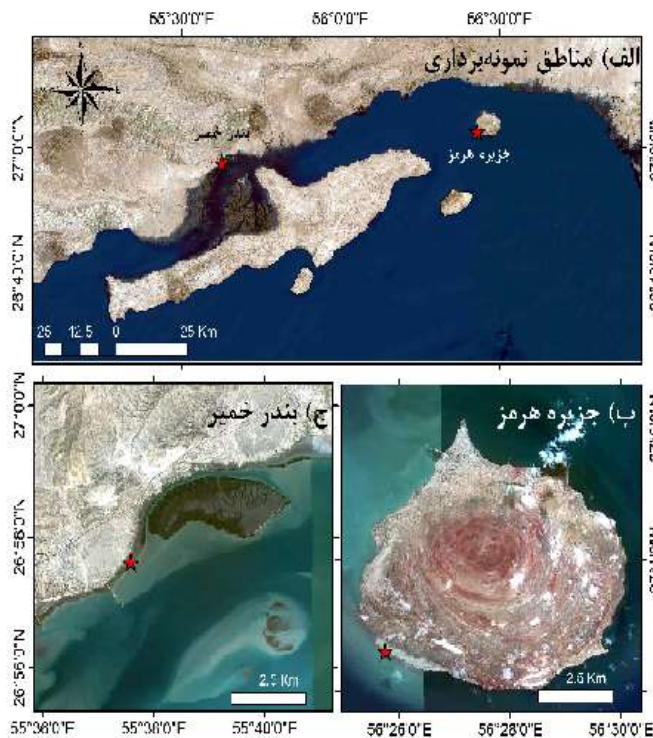 55°30'0"E 56°0'0"E 56°30'0"E
الف) مناطق نمونه‌برداری
بندر خمیر
جزیره هرمز
27°0'0"N
26°40'0"N
25 12.5 0 25 Km
ج) بندر خمیر
27°0'0"N
26°58'0"N
26°56'0"N
2.5 Km
55°36'0"E 55°38'0"E 55°40'0"E
ب) جزیره هرمز
2.5 Km
56°26'0"E 56°28'0"E 56°30'0"E